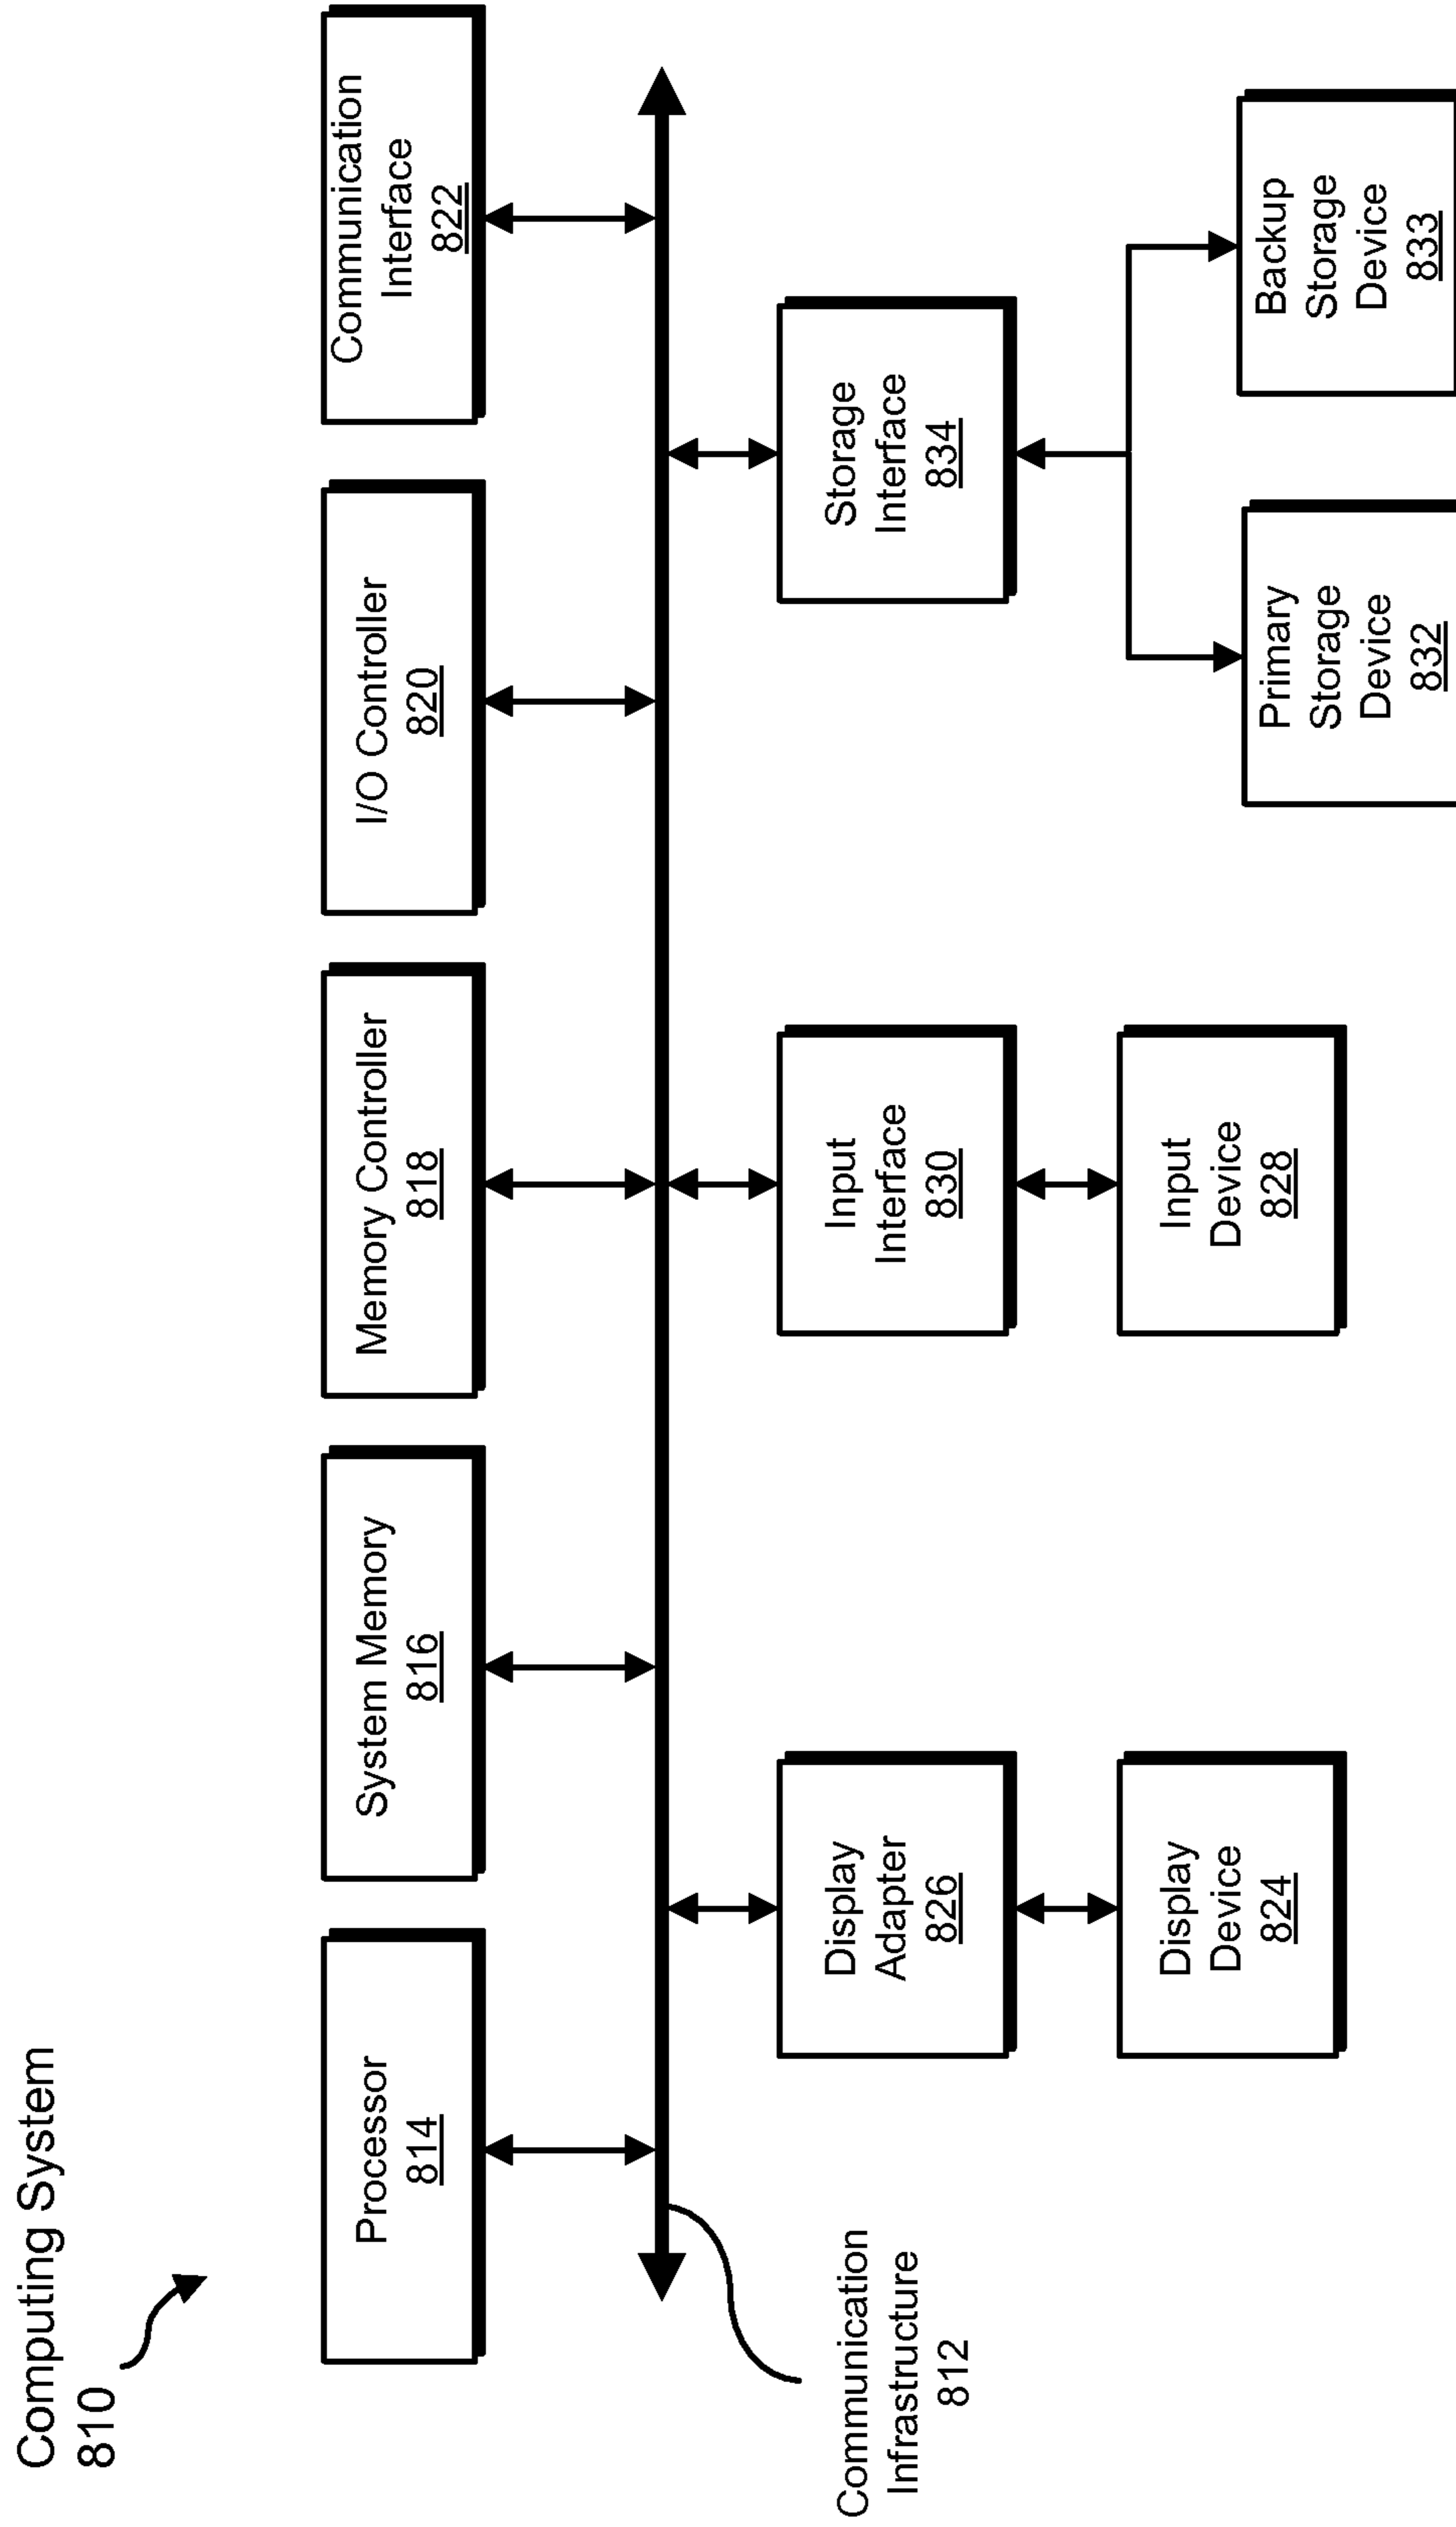 Computing System
810
Processor
814
System Memory
816
Memory Controller
818
I/O Controller
820
Communication
Interface
822
Communication
Infrastructure
812
Display
Adapter
826
Input
Interface
830
Storage
Interface
834
Display
Device
824
Input
Device
828
Primary
Storage
Device
832
Backup
Storage
Device
833